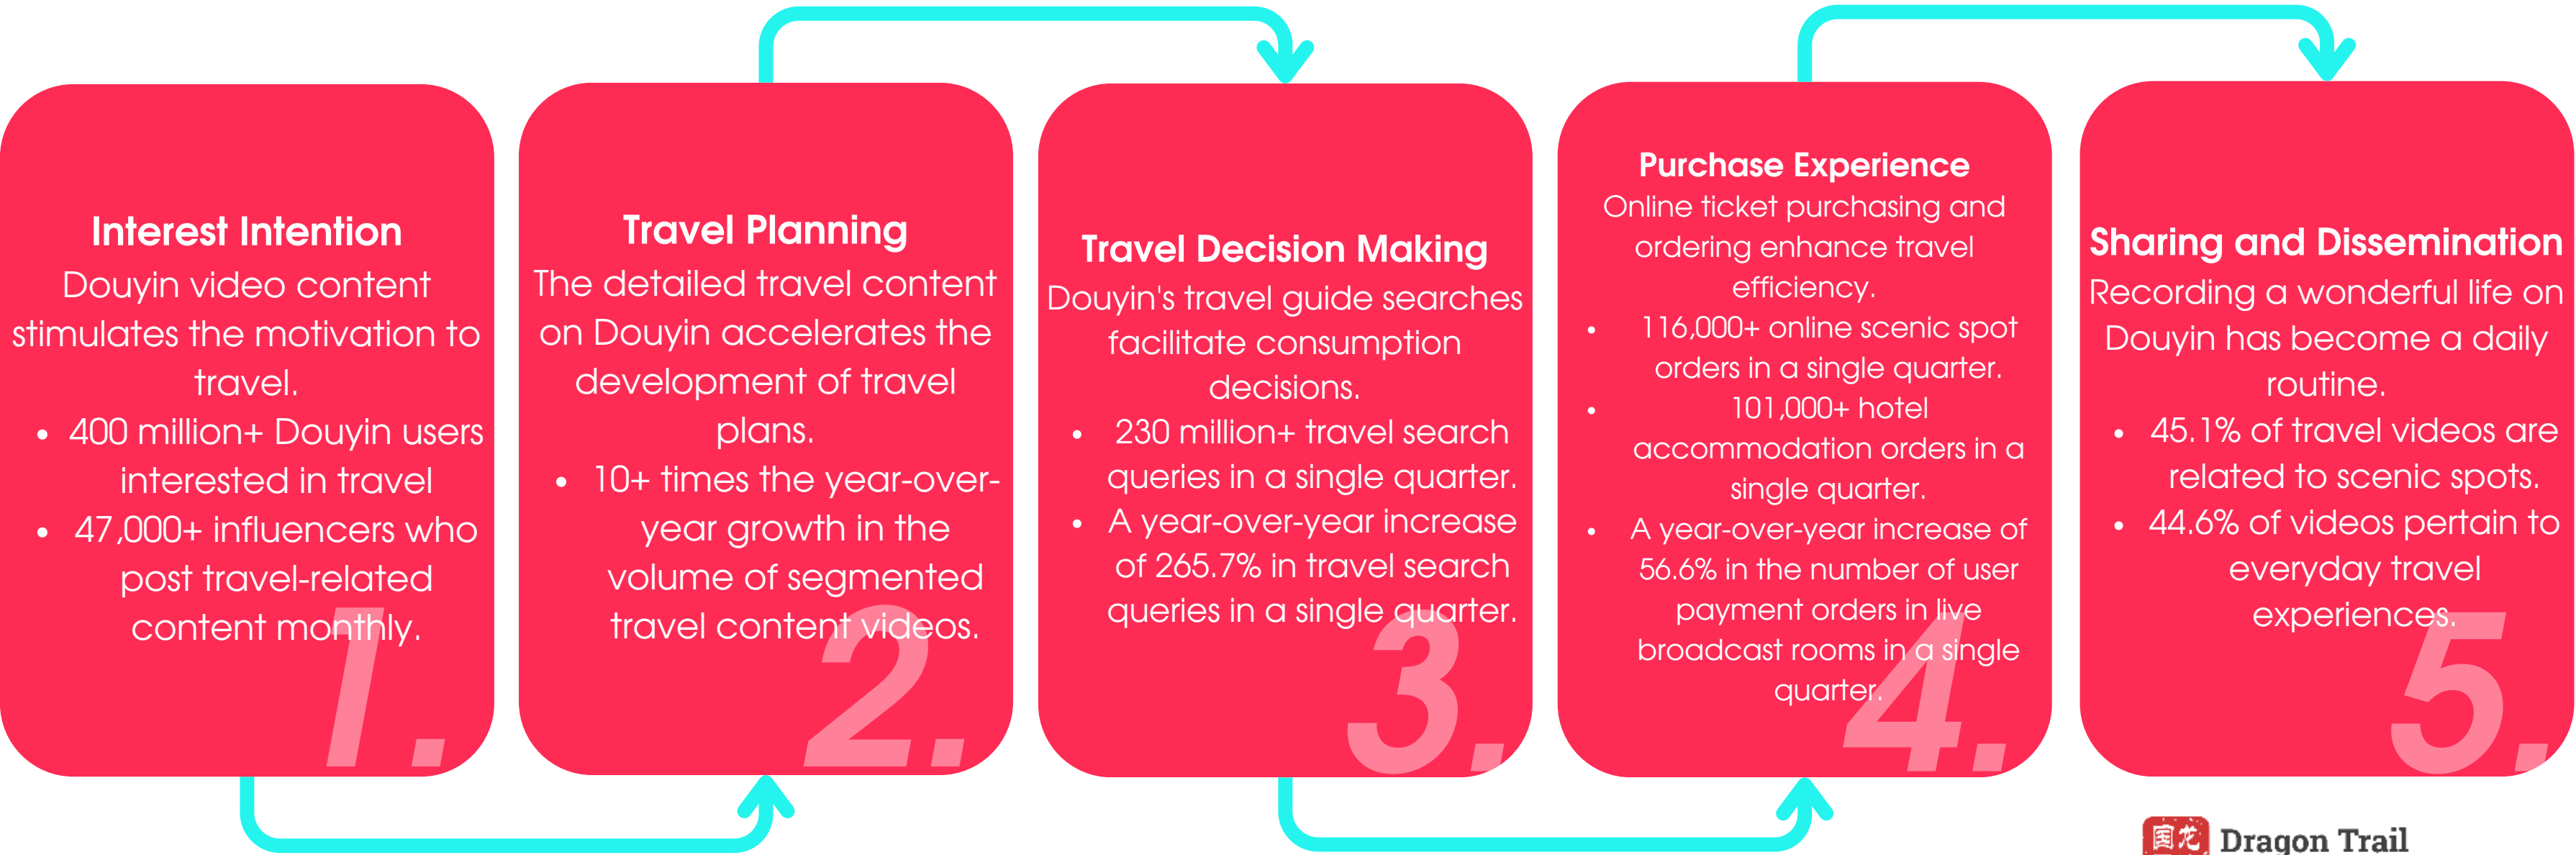 Interest Intention
Douyin video content
stimulates the motivation to
travel.
• 400 million+ Douyin users
interested in travel
• 47,000+ influencers who
post travel-related
content monthly.
1.
Travel Planning
The detailed travel content
on Douyin accelerates the
development of travel
plans.
• 10+ times the year-over-
year growth in the
volume of segmented
travel content videos.
2.
Travel Decision Making
Douyin's travel guide searches
facilitate consumption
decisions.
• 230 million+ travel search
queries in a single quarter.
• A year-over-year increase
of 265.7% in travel search
queries in a single quarter.
3.
Purchase Experience
Online ticket purchasing and
ordering enhance travel
efficiency.
• 116,000+ online scenic spot
orders in a single quarter.
• 101,000+ hotel
accommodation orders in a
single quarter.
• A year-over-year increase of
56.6% in the number of user
payment orders in live
broadcast rooms in a single
quarter.
4.
Sharing and Dissemination
Recording a wonderful life on
Douyin has become a daily
routine.
• 45.1% of travel videos are
related to scenic spots.
• 44.6% of videos pertain to
everyday travel
experiences.
5.
国龙 Dragon Trail